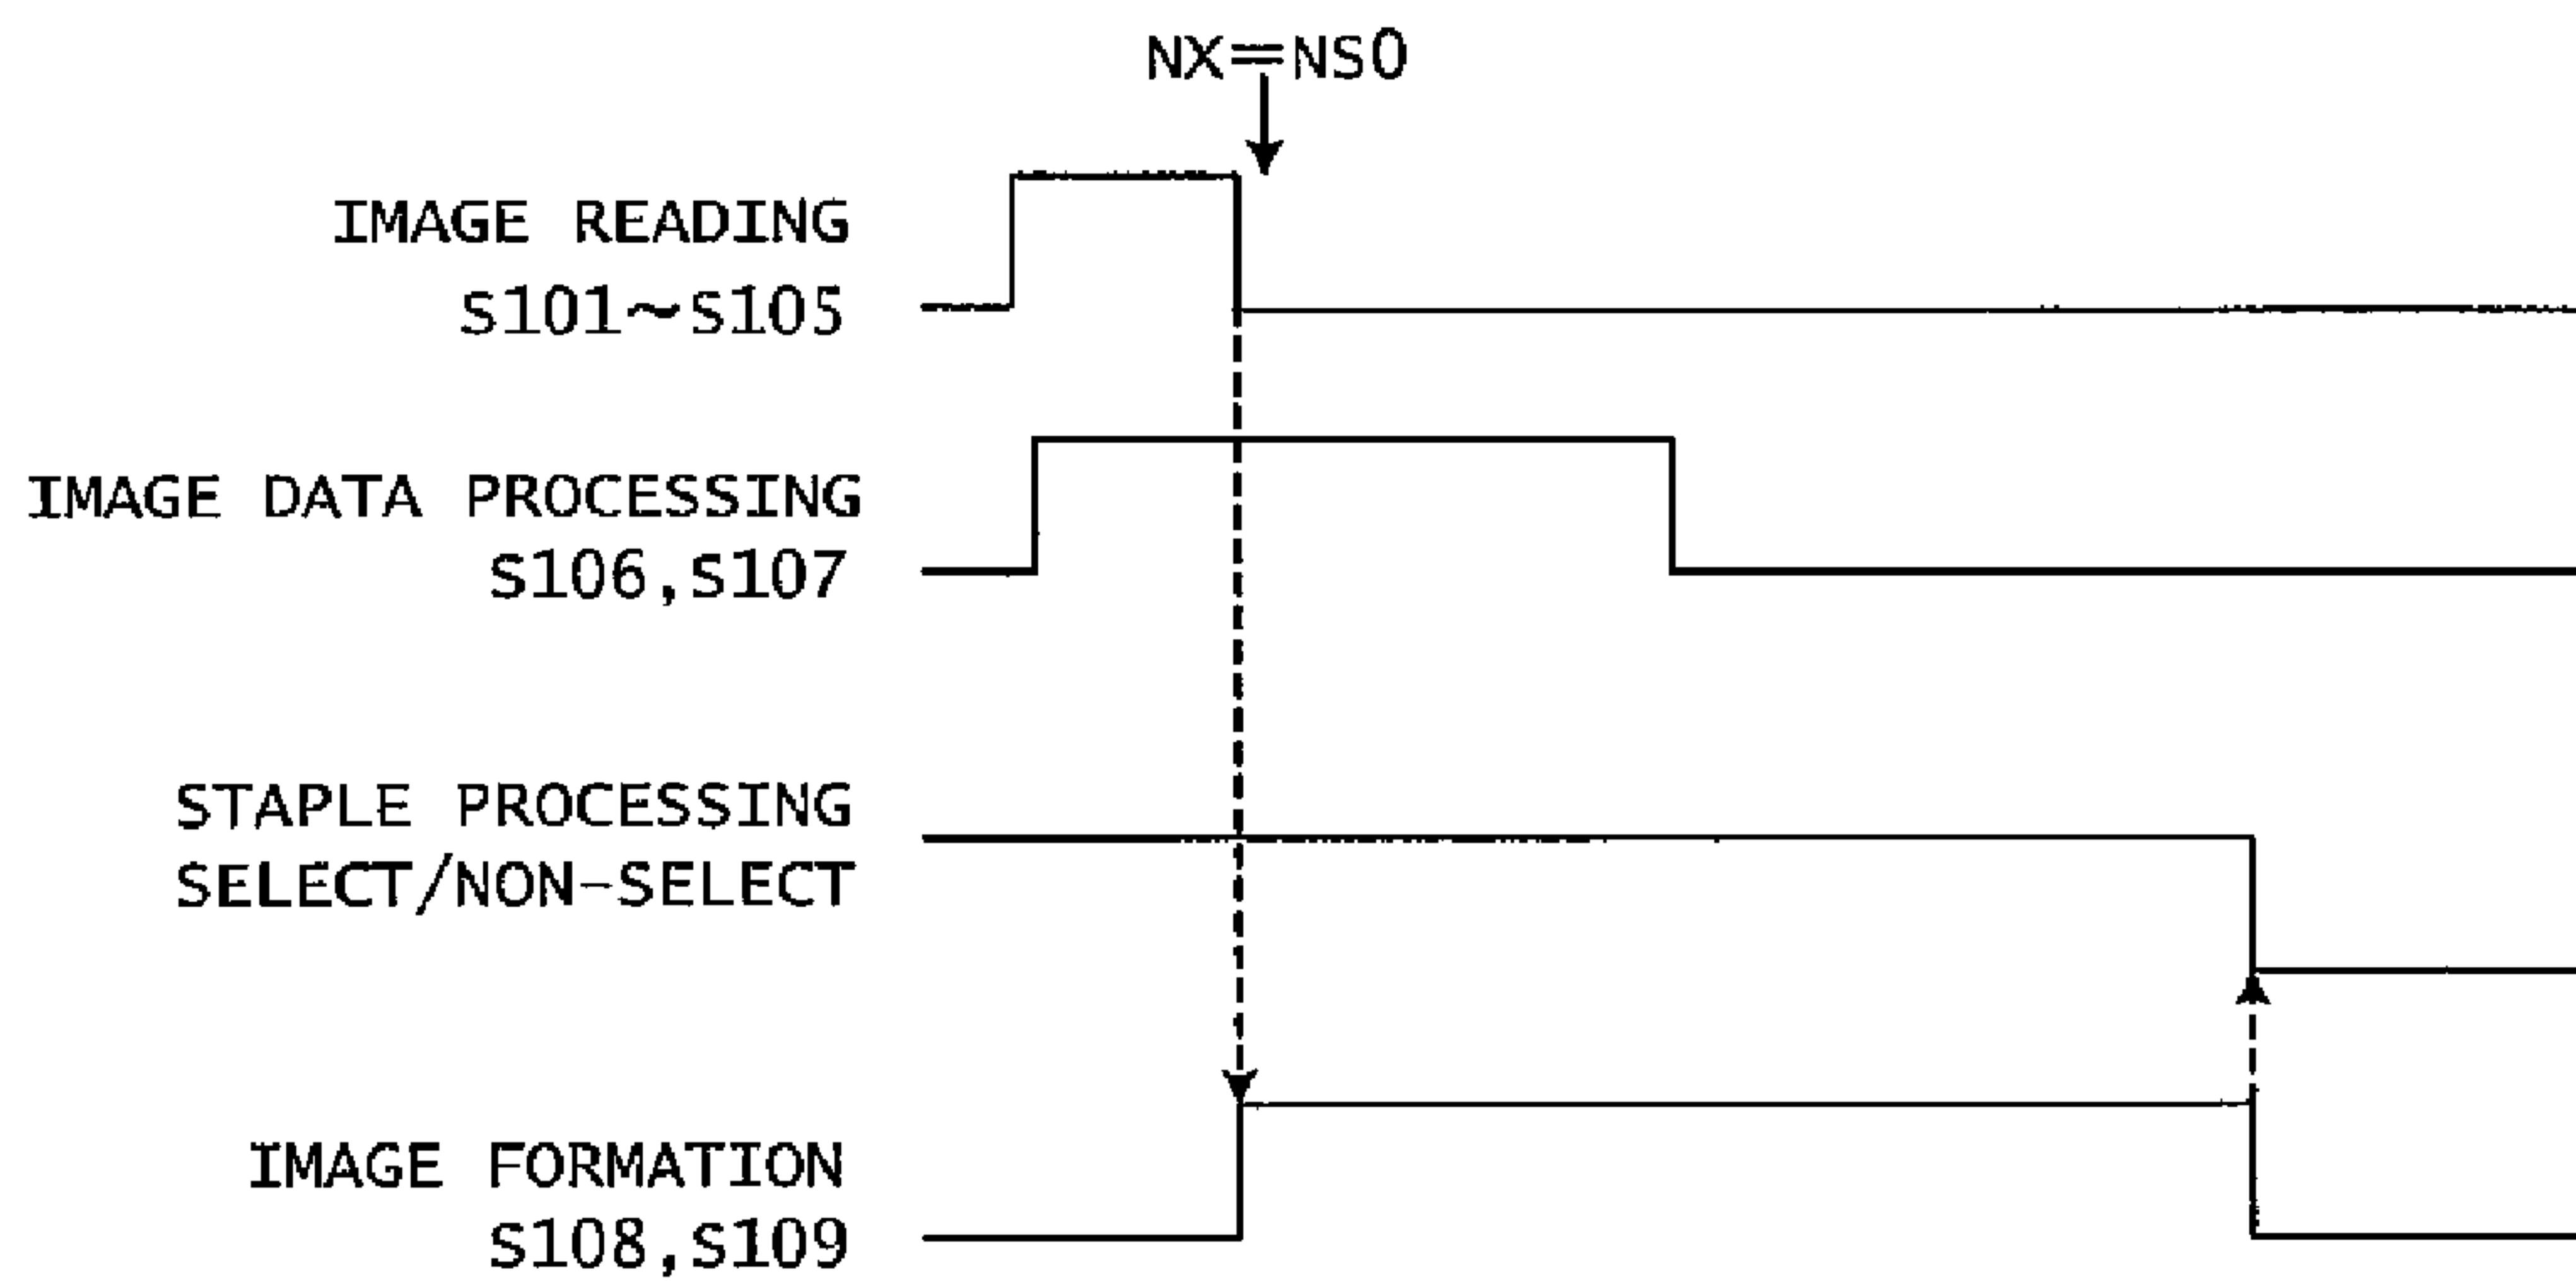 NX=NS0
IMAGE READING
S101~S105
IMAGE DATA PROCESSING
S106,S107
STAPLE PROCESSING
SELECT/NON-SELECT
IMAGE FORMATION
S108,S109